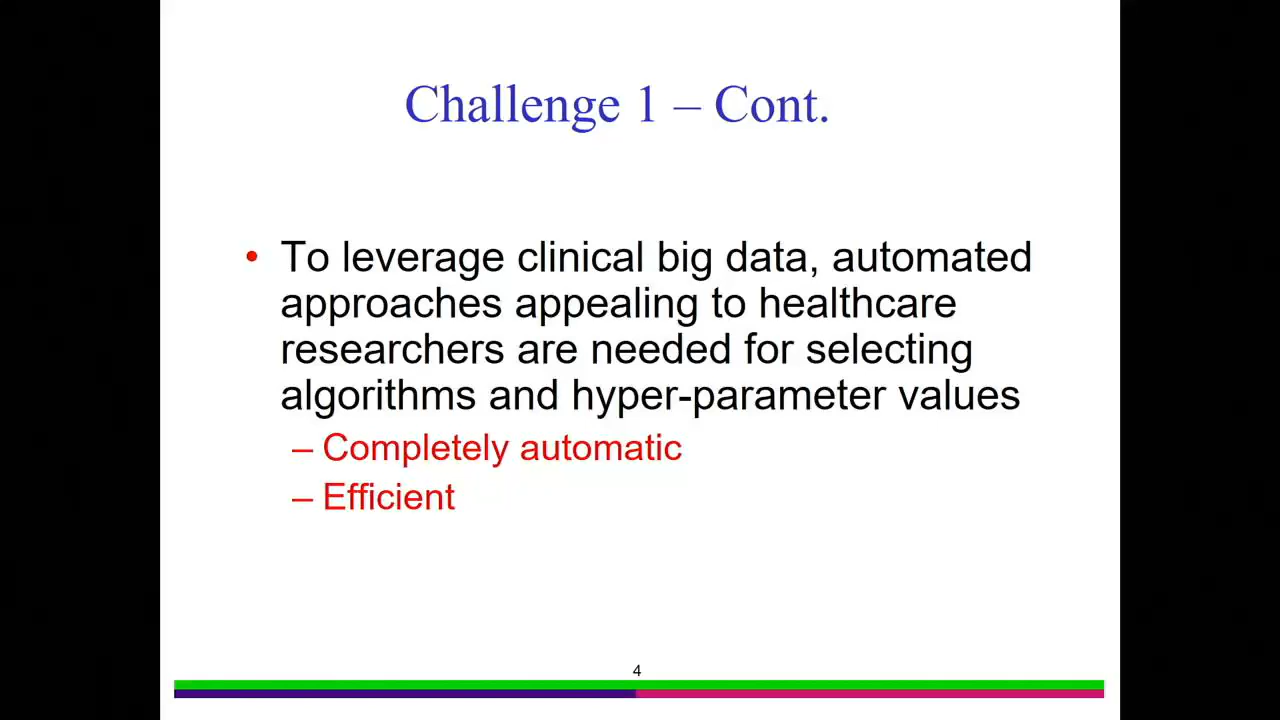 Challenge 1 – Cont.
• To leverage clinical big data, automated
approaches appealing to healthcare
researchers are needed for selecting
algorithms and hyper-parameter values
– Completely automatic
– Efficient
4